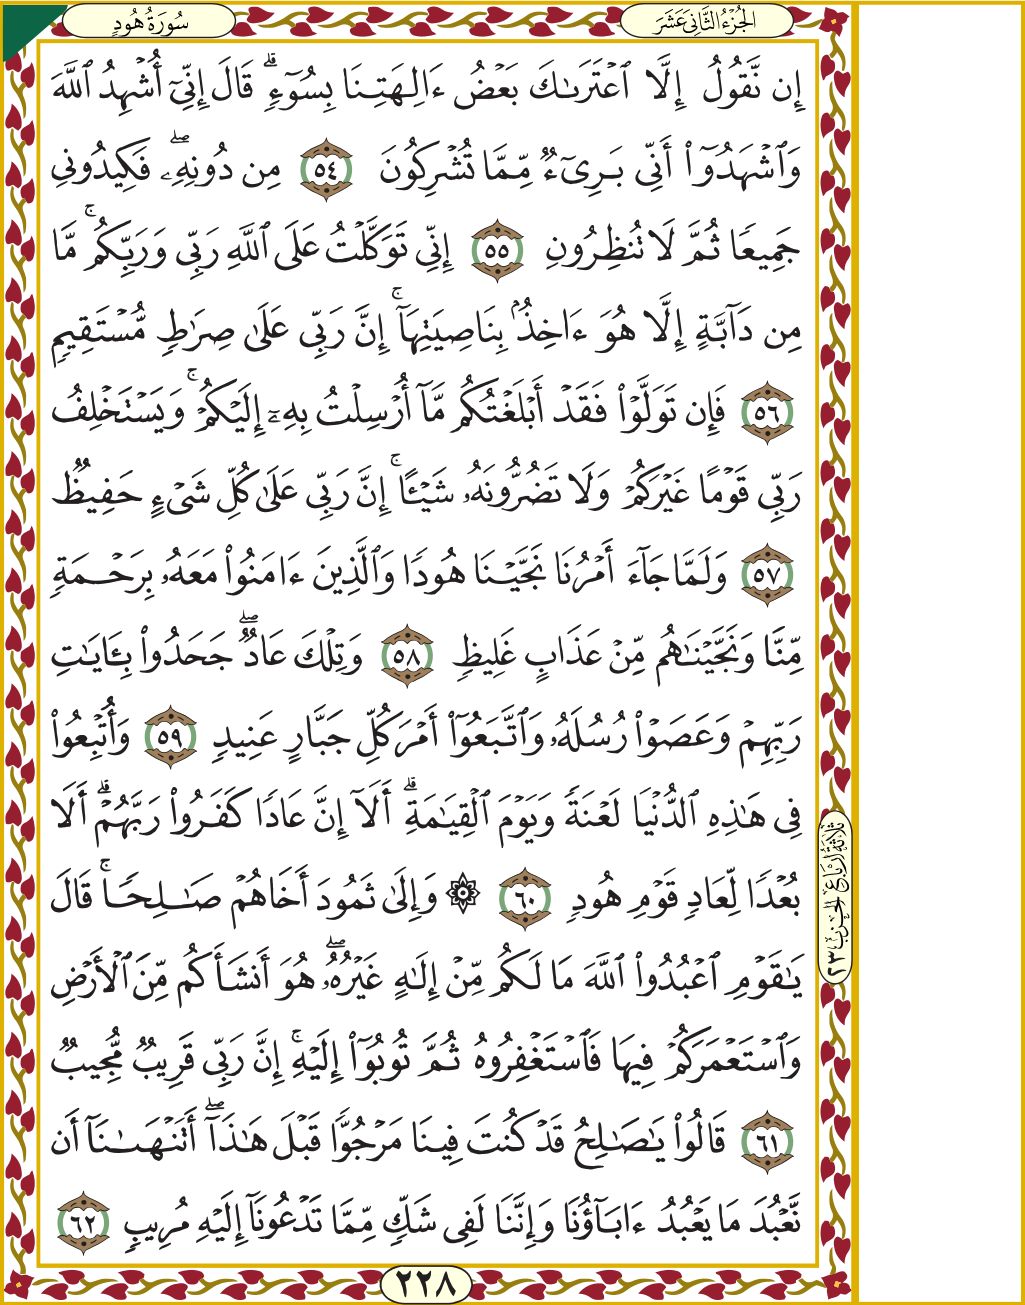 سُورَةُ هُودٍ
الجُزْءُ الثَّانِيَ عَشَرَ
إِن نَّقُولُ إِلَّا ٱعۡتَرَىٰكَ بَعۡضُ ءَالِهَتِنَا بِسُوٓءٖۗ قَالَ إِنِّيٓ أُشۡهِدُ ٱللَّهَ
وَٱشۡهَدُوٓاْ أَنِّي بَرِيٓءٞ مِّمَّا تُشۡرِكُونَ ٥٤ مِن دُونِهِۦۖ فَكِيدُونِي
جَمِيعٗا ثُمَّ لَا تُنظِرُونِ ٥٥ إِنِّي تَوَكَّلۡتُ عَلَى ٱللَّهِ رَبِّي وَرَبِّكُمۚ مَّا
مِن دَآبَّةٍ إِلَّا هُوَ ءَاخِذُۢ بِنَاصِيَتِهَآۚ إِنَّ رَبِّي عَلَىٰ صِرَٰطٖ مُّسۡتَقِيمٖ
٥٦ فَإِن تَوَلَّوۡاْ فَقَدۡ أَبۡلَغۡتُكُم مَّآ أُرۡسِلۡتُ بِهِۦٓ إِلَيۡكُمۡۚ وَيَسۡتَخۡلِفُ
رَبِّي قَوۡمًا غَيۡرَكُمۡ وَلَا تَضُرُّونَهُۥ شَيۡـًٔاۚ إِنَّ رَبِّي عَلَىٰ كُلِّ شَيۡءٍ حَفِيظٞ
٥٧ وَلَمَّا جَآءَ أَمۡرُنَا نَجَّيۡنَا هُودٗا وَٱلَّذِينَ ءَامَنُواْ مَعَهُۥ بِرَحۡمَةٖ
مِّنَّا وَنَجَّيۡنَٰهُم مِّنۡ عَذَابٍ غَلِيظٖ ٥٨ وَتِلۡكَ عَادٞۖ جَحَدُواْ بِـَٔايَٰتِ
رَبِّهِمۡ وَعَصَوۡاْ رُسُلَهُۥ وَٱتَّبَعُوٓاْ أَمۡرَ كُلِّ جَبَّارٍ عَنِيدٖ ٥٩ وَأُتۡبِعُواْ
فِي هَٰذِهِ ٱلدُّنۡيَا لَعۡنَةٗ وَيَوۡمَ ٱلۡقِيَٰمَةِۗ أَلَآ إِنَّ عَادٗا كَفَرُواْ رَبَّهُمۡۗ أَلَا
بُعۡدٗا لِّعَادٖ قَوۡمِ هُودٖ ٦٠ ۞ وَإِلَىٰ ثَمُودَ أَخَاهُمۡ صَٰلِحٗاۚ قَالَ
يَٰقَوۡمِ ٱعۡبُدُواْ ٱللَّهَ مَا لَكُم مِّنۡ إِلَٰهٍ غَيۡرُهُۥۖ هُوَ أَنشَأَكُم مِّنَ ٱلۡأَرۡضِ
وَٱسۡتَعۡمَرَكُمۡ فِيهَا فَٱسۡتَغۡفِرُوهُ ثُمَّ تُوبُوٓاْ إِلَيۡهِۚ إِنَّ رَبِّي قَرِيبٞ مُّجِيبٞ
٦١ قَالُواْ يَٰصَٰلِحُ قَدۡ كُنتَ فِينَا مَرۡجُوّٗا قَبۡلَ هَٰذَآۖ أَتَنۡهَىٰنَآ أَن
نَّعۡبُدَ مَا يَعۡبُدُ ءَابَآؤُنَا وَإِنَّنَا لَفِي شَكّٖ مِّمَّا تَدۡعُونَآ إِلَيۡهِ مُرِيبٖ ٦٢
ثلاثة أرباع الحزب ٢٣
٢٢٨